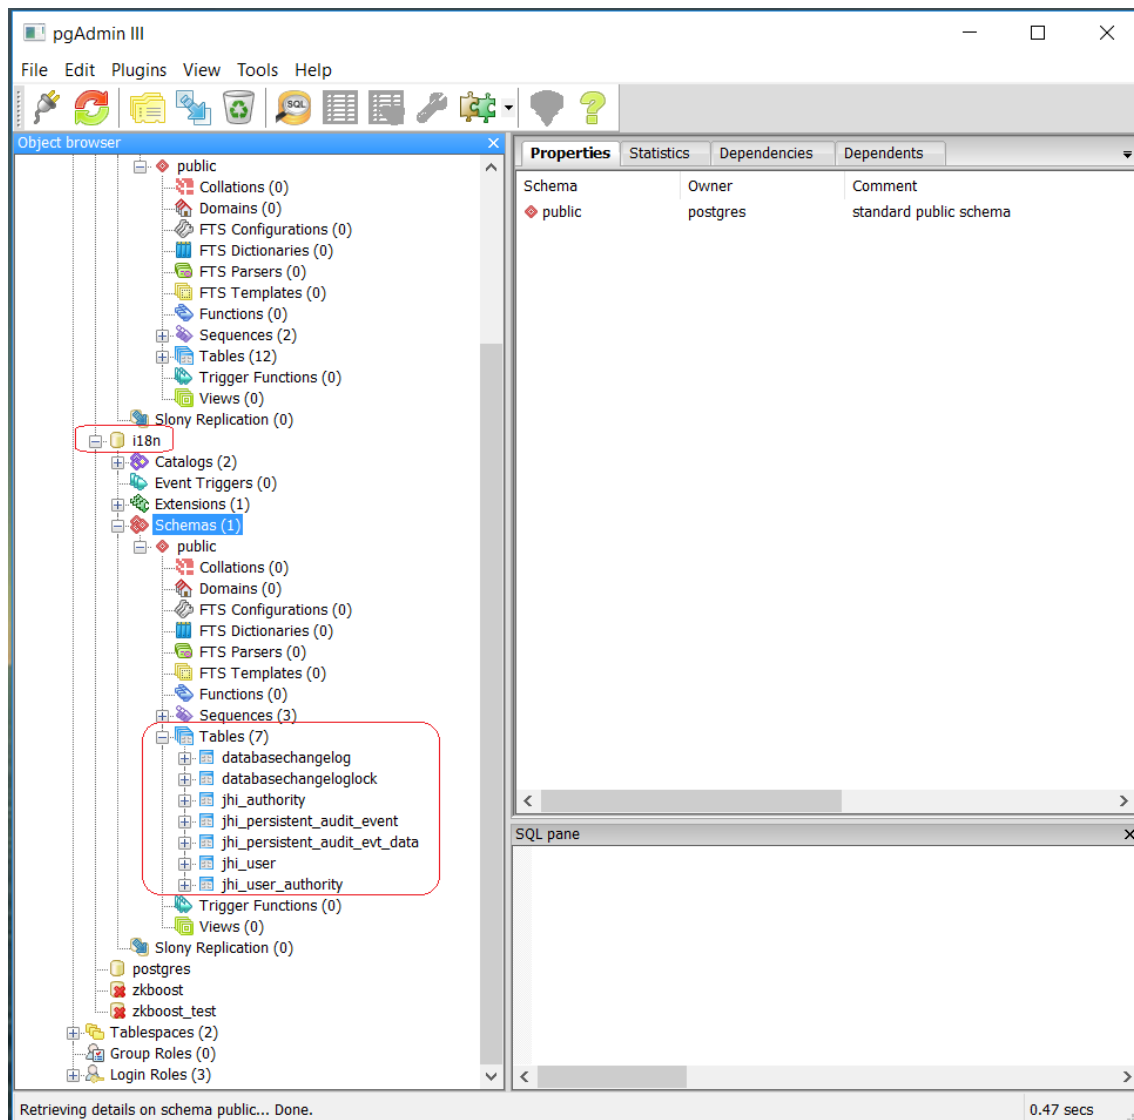 pgAdmin III
File Edit Plugins View Tools Help
SQL
Object browser
public
Collations (0)
Domains (0)
FTS Configurations (0)
FTS Dictionaries (0)
FTS Parsers (0)
FTS Templates (0)
Functions (0)
Sequences (2)
Tables (12)
Trigger Functions (0)
Views (0)
Slony Replication (0)
i18n
Catalogs (2)
Event Triggers (0)
Extensions (1)
Schemas (1)
public
Collations (0)
Domains (0)
FTS Configurations (0)
FTS Dictionaries (0)
FTS Parsers (0)
FTS Templates (0)
Functions (0)
Sequences (3)
Tables (7)
databasechangelog
databasechangeloglock
jhi_authority
jhi_persistent_audit_event
jhi_persistent_audit_evt_data
jhi_user
jhi_user_authority
Trigger Functions (0)
Views (0)
Slony Replication (0)
postgres
zkboost
zkboost_test
Tablespaces (2)
Group Roles (0)
Login Roles (3)
Properties Statistics Dependencies Dependents
Schema Owner Comment
public postgres standard public schema
SQL pane
Retrieving details on schema public... Done.
0.47 secs